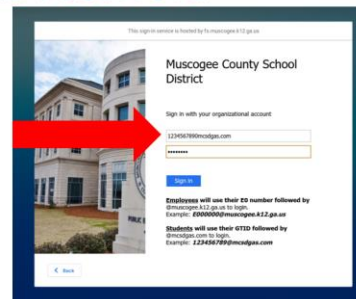 This sign-in service is hosted by fs.muscogee.k12.ga.us
Muscogee County School
District
Sign in with your organizational account
1234567890mcsdgas.com
••••••••
Sign in
Employees will use their E0 number followed by
@muscogee.k12.ga.us to login.
Example: E000000@muscogee.k12.ga.us
Students will use their GTID followed by
@mcsdgas.com to login.
Example: 123456789@mcsdgas.com
< Back